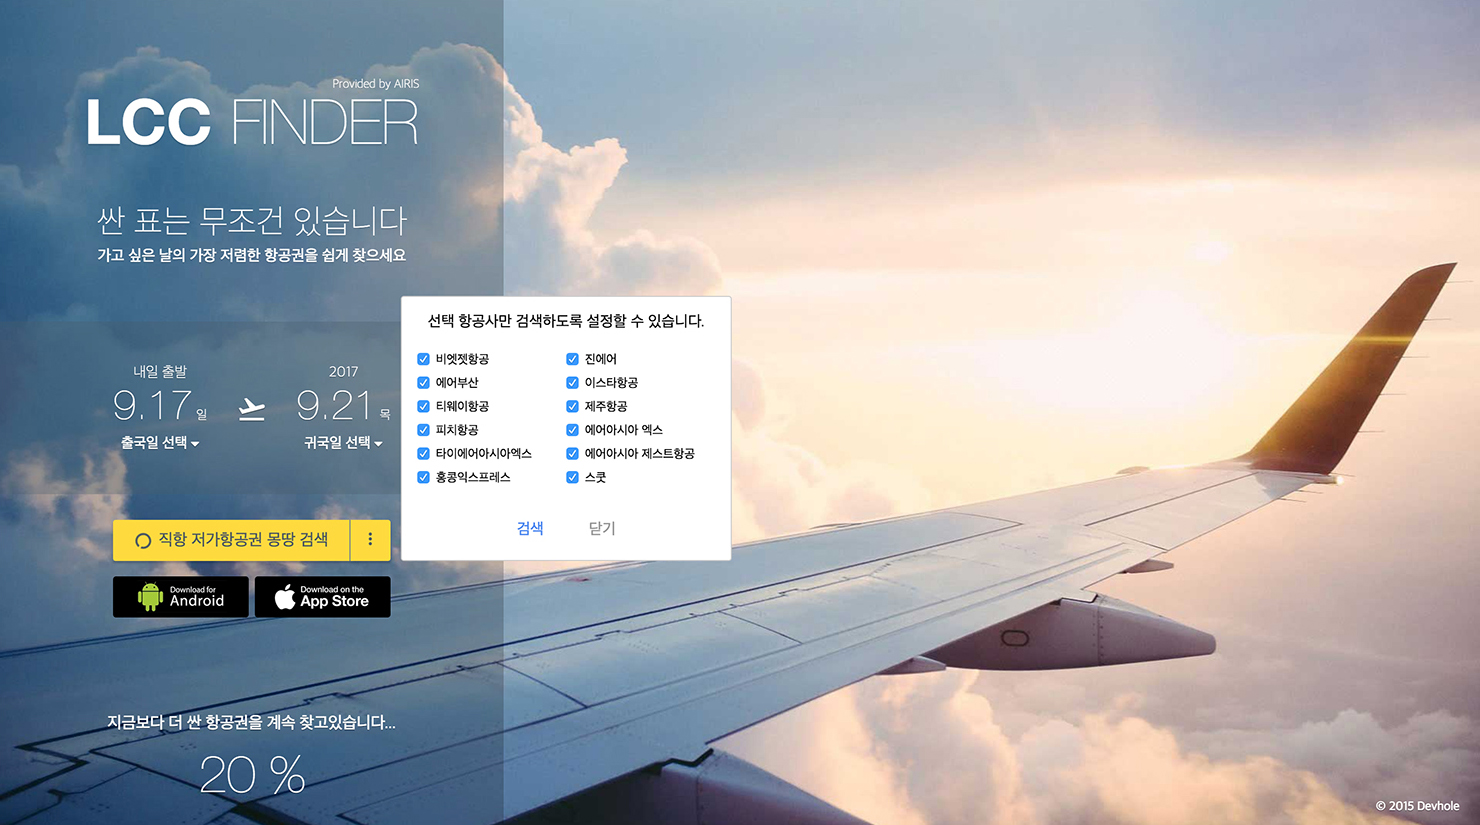 Provided by AIRIS
LCC FINDER
싼 표는 무조건 있습니다
가고 싶은 날의 가장 저렴한 항공권을 쉽게 찾으세요
내일 출발
9.17 일
출국일 선택
2017
9.21 목
귀국일 선택
선택 항공사만 검색하도록 설정할 수 있습니다.
비엣젯항공
진에어
에어부산
이스타항공
티웨이항공
제주항공
피치항공
에어아시아 엑스
타이에어아시아엑스
에어아시아 제스트항공
홍콩익스프레스
스쿳
검색
닫기
직항 저가항공권 몽땅 검색
Download for
Android
Download on the
App Store
지금보다 더 싼 항공권을 계속 찾고있습니다...
20 %
© 2015 Devhole